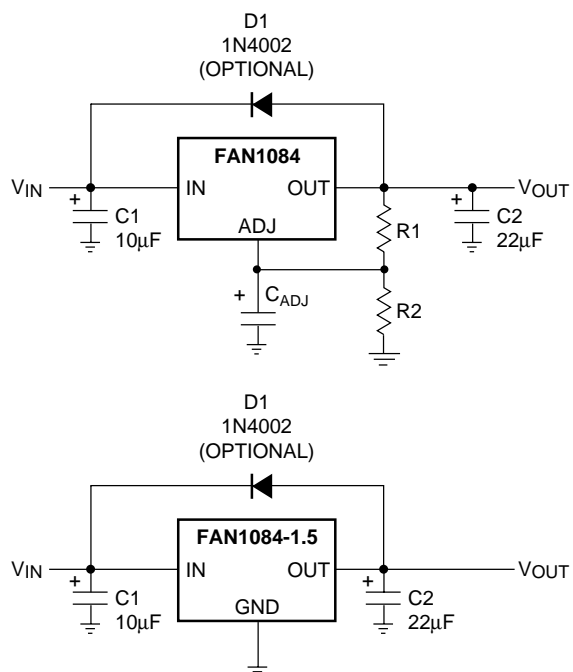 D1
1N4002
(OPTIONAL)
FAN1084
VIN
IN
OUT
VOUT
+
C1
10μF
ADJ
R1
+
C2
22μF
+
CADJ
R2
D1
1N4002
(OPTIONAL)
FAN1084-1.5
VIN
IN
OUT
VOUT
+
C1
10μF
GND
+
C2
22μF